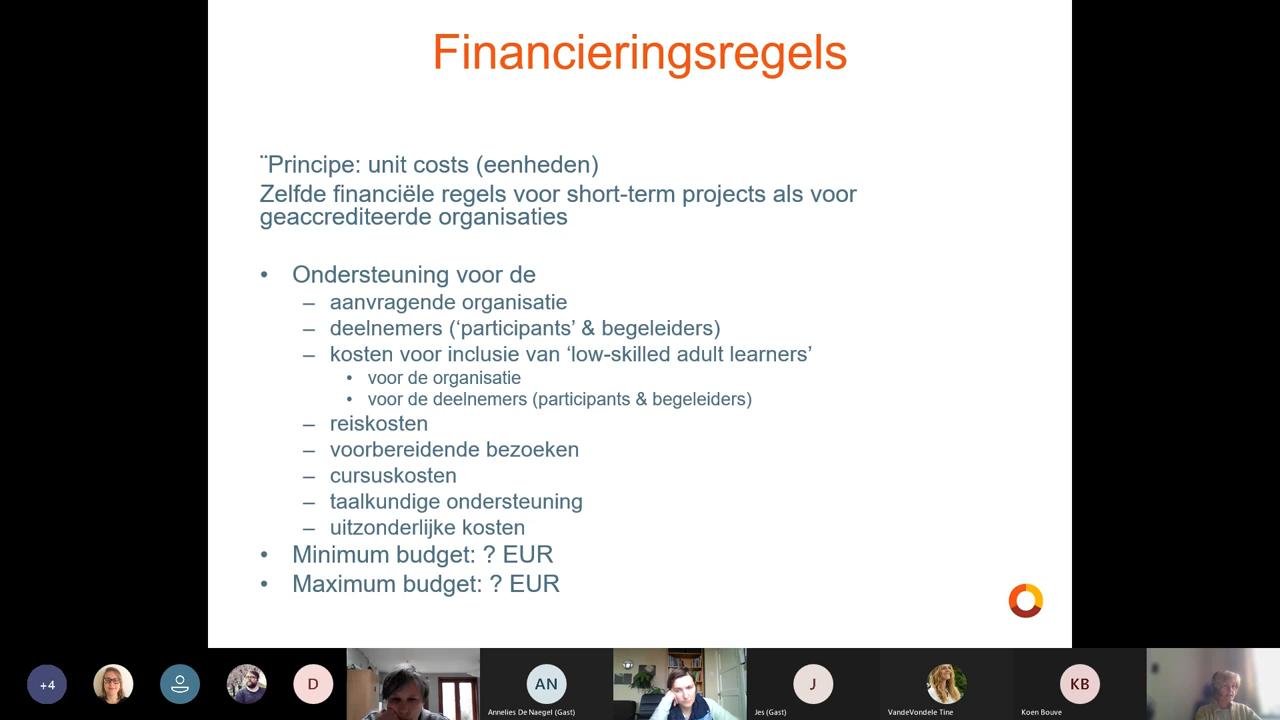 Financieringsregels
¨Principe: unit costs (eenheden)
Zelfde financiële regels voor short-term projects als voor
geaccrediteerde organisaties
• Ondersteuning voor de
– aanvragende organisatie
– deelnemers (‘participants’ & begeleiders)
– kosten voor inclusie van ‘low-skilled adult learners’
• voor de organisatie
• voor de deelnemers (participants & begeleiders)
– reiskosten
– voorbereidende bezoeken
– cursuskosten
– taalkundige ondersteuning
– uitzonderlijke kosten
• Minimum budget: ? EUR
• Maximum budget: ? EUR
+4
D
AN
J
KB
Annelies De Naegel (Gast)
Jes (Gast)
VandeVondele Tine
Koen Bouve